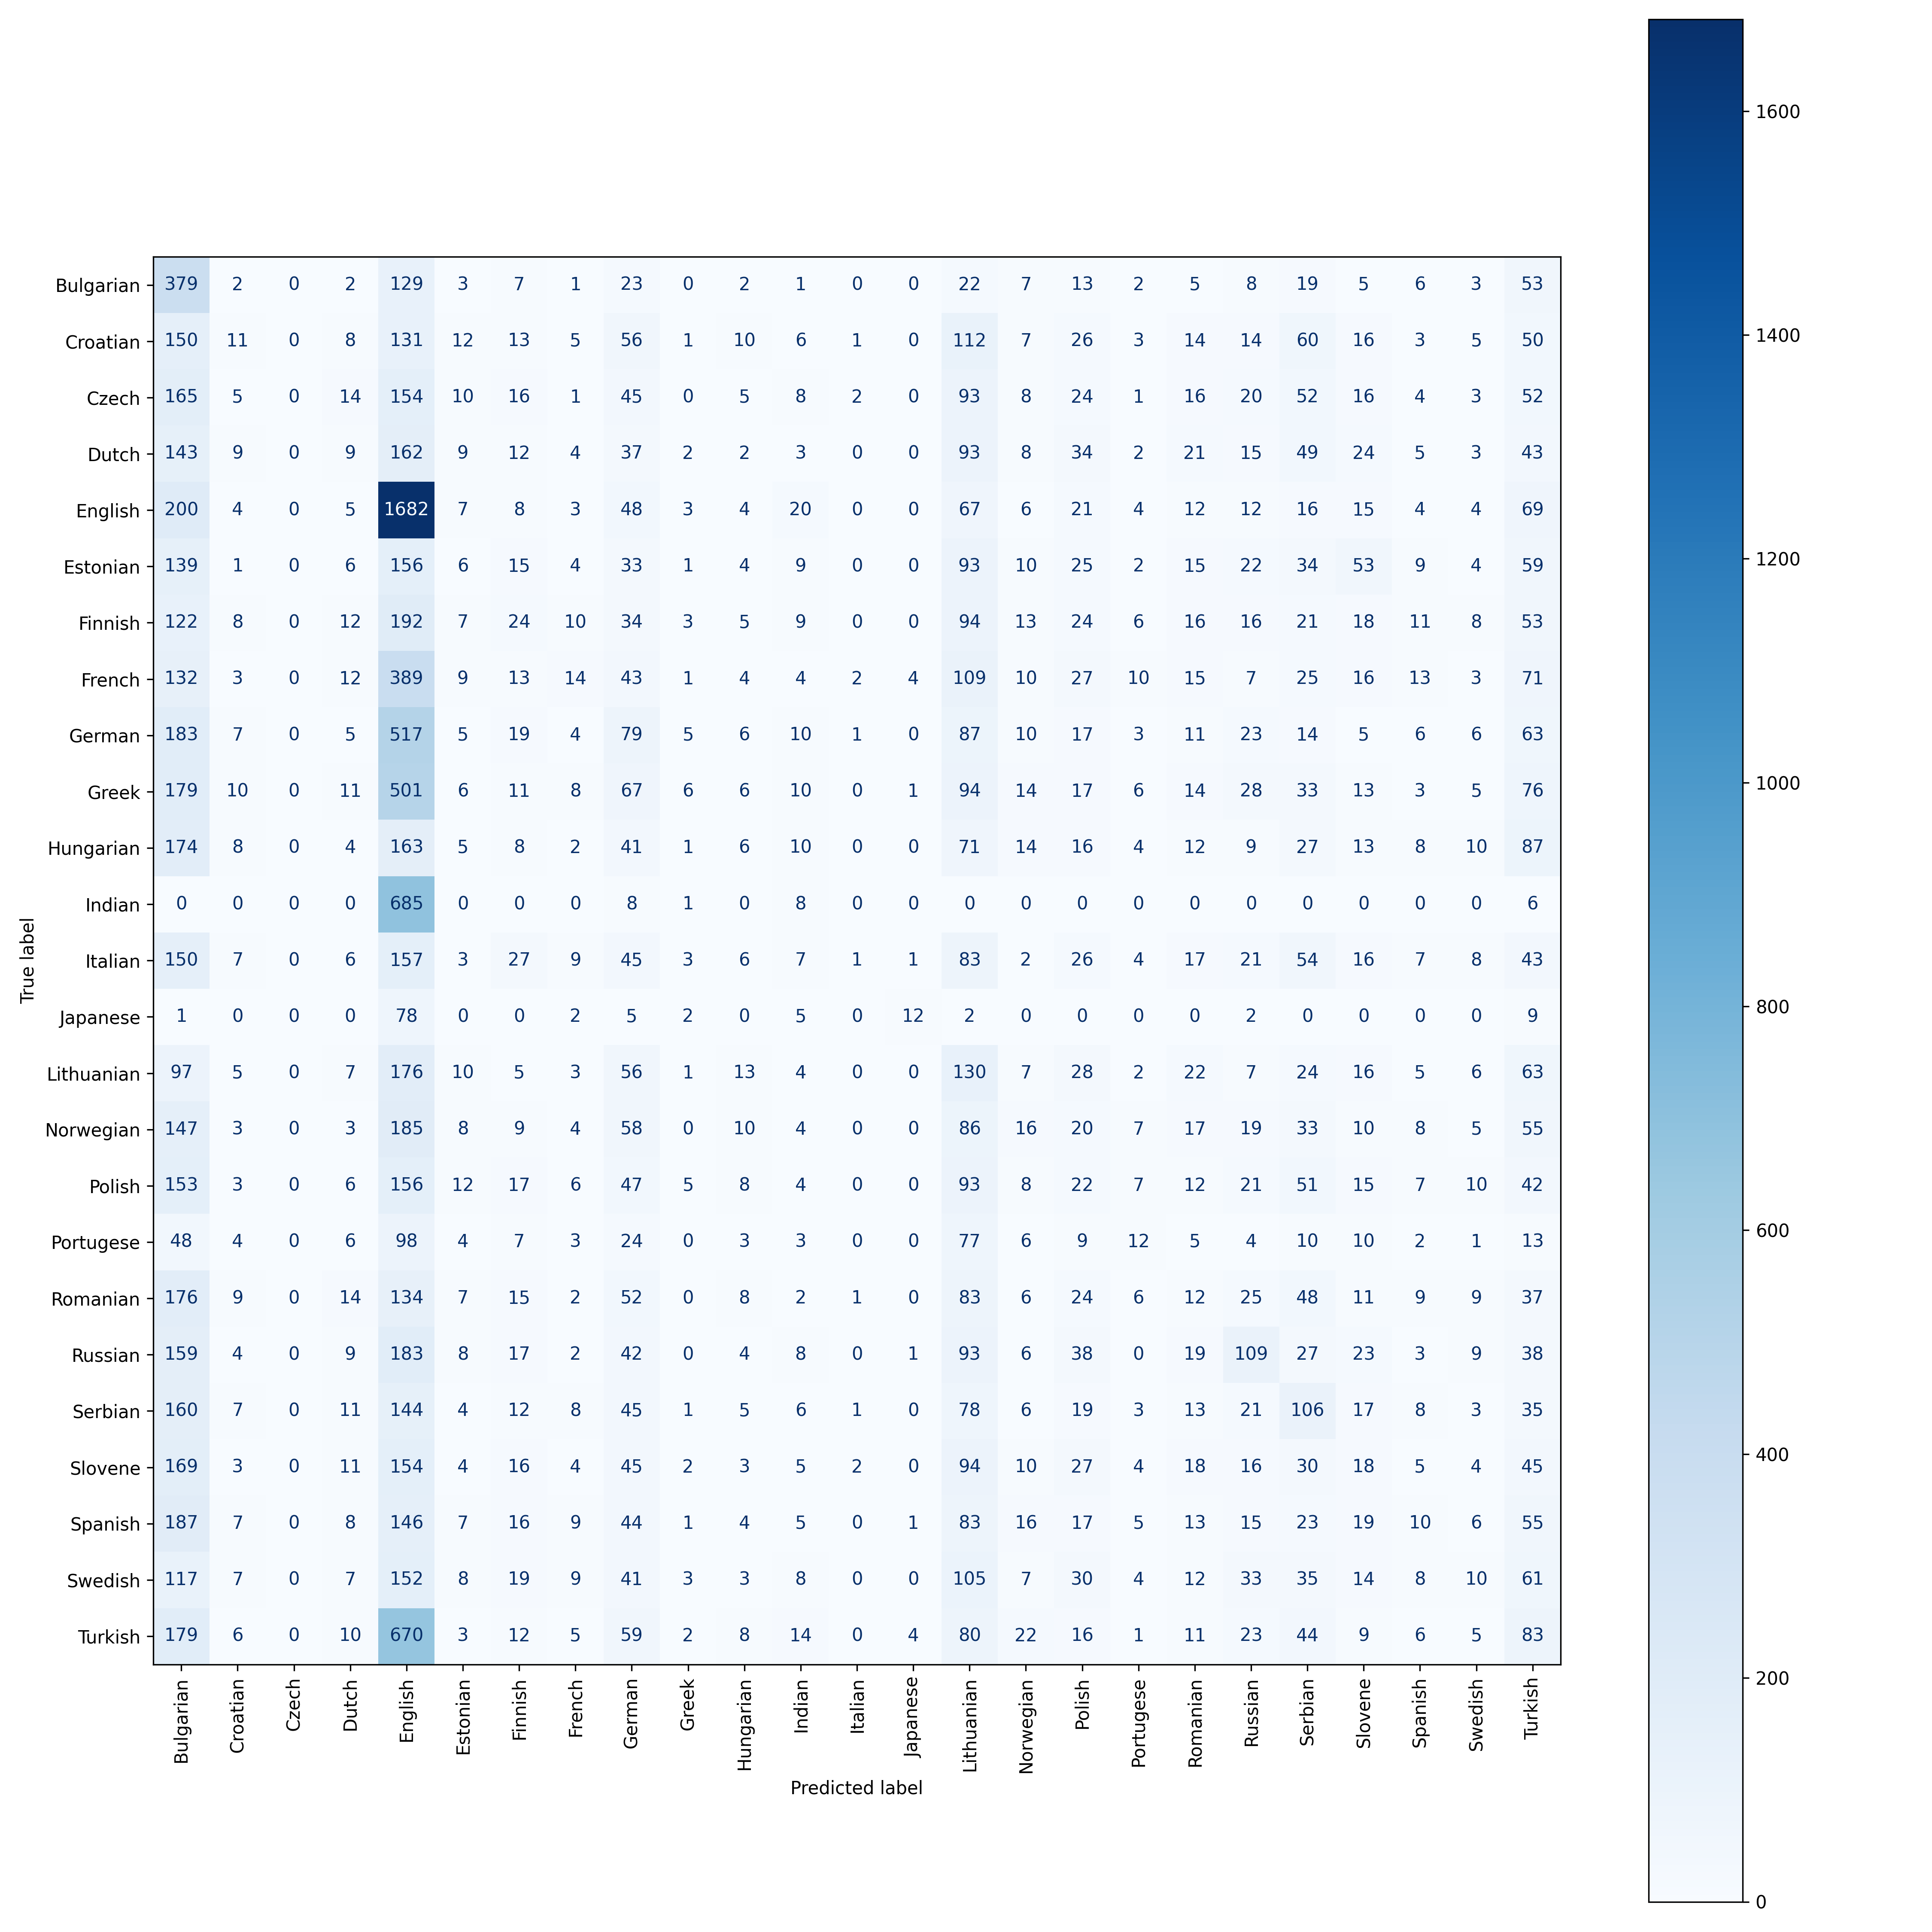 Bulgarian 379 2 0 2 129 3 7 1 23 0 2 1 0 0 22 7 13 2 5 8 19 5 6 3 53
Croatian 150 11 0 8 131 12 13 5 56 1 10 6 1 0 112 7 26 3 14 14 60 16 3 5 50
Czech 165 5 0 14 154 10 16 1 45 0 5 8 2 0 93 8 24 1 16 20 52 16 4 3 52
Dutch 143 9 0 9 162 9 12 4 37 2 2 3 0 0 93 8 34 2 21 15 49 24 5 3 43
English 200 4 0 5 1682 7 8 3 48 3 4 20 0 0 67 6 21 4 12 12 16 15 4 4 69
Estonian 139 1 0 6 156 6 15 4 33 1 4 9 0 0 93 10 25 2 15 22 34 53 9 4 59
Finnish 122 8 0 12 192 7 24 10 34 3 5 9 0 0 94 13 24 6 16 16 21 18 11 8 53
French 132 3 0 12 389 9 13 14 43 1 4 4 2 4 109 10 27 10 15 7 25 16 13 3 71
German 183 7 0 5 517 5 19 4 79 5 6 10 1 0 87 10 17 3 11 23 14 5 6 6 63
Greek 179 10 0 11 501 6 11 8 67 6 6 10 0 1 94 14 17 6 14 28 33 13 3 5 76
Hungarian 174 8 0 4 163 5 8 2 41 1 6 10 0 0 71 14 16 4 12 9 27 13 8 10 87
Indian 0 0 0 0 685 0 0 0 8 1 0 8 0 0 0 0 0 0 0 0 0 0 0 0 6
Italian 150 7 0 6 157 3 27 9 45 3 6 7 1 1 83 2 26 4 17 21 54 16 7 8 43
Japanese 1 0 0 0 78 0 0 2 5 2 0 5 0 12 2 0 0 0 0 2 0 0 0 0 9
Lithuanian 97 5 0 7 176 10 5 3 56 1 13 4 0 0 130 7 28 2 22 7 24 16 5 6 63
Norwegian 147 3 0 3 185 8 9 4 58 0 10 4 0 0 86 16 20 7 17 19 33 10 8 5 55
Polish 153 3 0 6 156 12 17 6 47 5 8 4 0 0 93 8 22 7 12 21 51 15 7 10 42
Portugese 48 4 0 6 98 4 7 3 24 0 3 3 0 0 77 6 9 12 5 4 10 10 2 1 13
Romanian 176 9 0 14 134 7 15 2 52 0 8 2 1 0 83 6 24 6 12 25 48 11 9 9 37
Russian 159 4 0 9 183 8 17 2 42 0 4 8 0 1 93 6 38 0 19 109 27 23 3 9 38
Serbian 160 7 0 11 144 4 12 8 45 1 5 6 1 0 78 6 19 3 13 21 106 17 8 3 35
Slovene 169 3 0 11 154 4 16 4 45 2 3 5 2 0 94 10 27 4 18 16 30 18 5 4 45
Spanish 187 7 0 8 146 7 16 9 44 1 4 5 0 1 83 16 17 5 13 15 23 19 10 6 55
Swedish 117 7 0 7 152 8 19 9 41 3 3 8 0 0 105 7 30 4 12 33 35 14 8 10 61
Turkish 179 6 0 10 670 3 12 5 59 2 8 14 0 4 80 22 16 1 11 23 44 9 6 5 83
True label
Bulgarian Croatian Czech Dutch English Estonian Finnish French German Greek Hungarian Indian Italian Japanese Lithuanian Norwegian Polish Portugese Romanian Russian Serbian Slovene Spanish Swedish Turkish
Predicted label
1600
1400
1200
1000
800
600
400
200
0